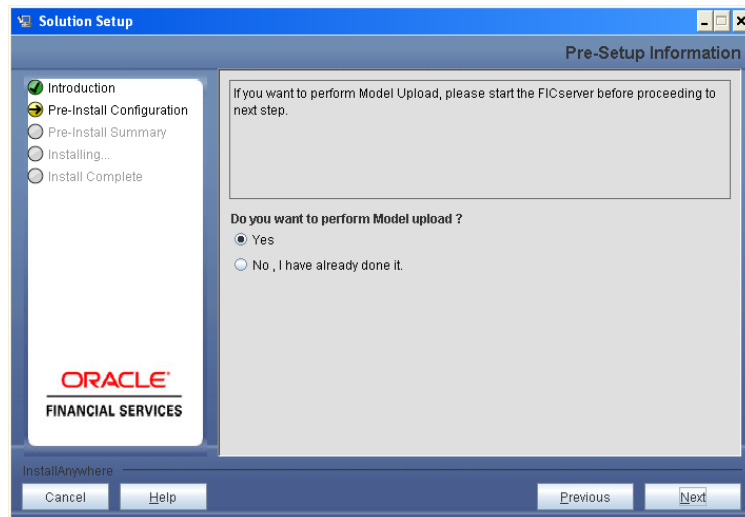 Solution Setup
Pre-Setup Information
Introduction
Pre-Install Configuration
Pre-Install Summary
Installing...
Install Complete
ORACLE
FINANCIAL SERVICES
If you want to perform Model Upload, please start the FICserver before proceeding to
next step.
Do you want to perform Model upload ?
Yes
No , I have already done it.
InstallAnywhere
Cancel
Help
Previous
Next